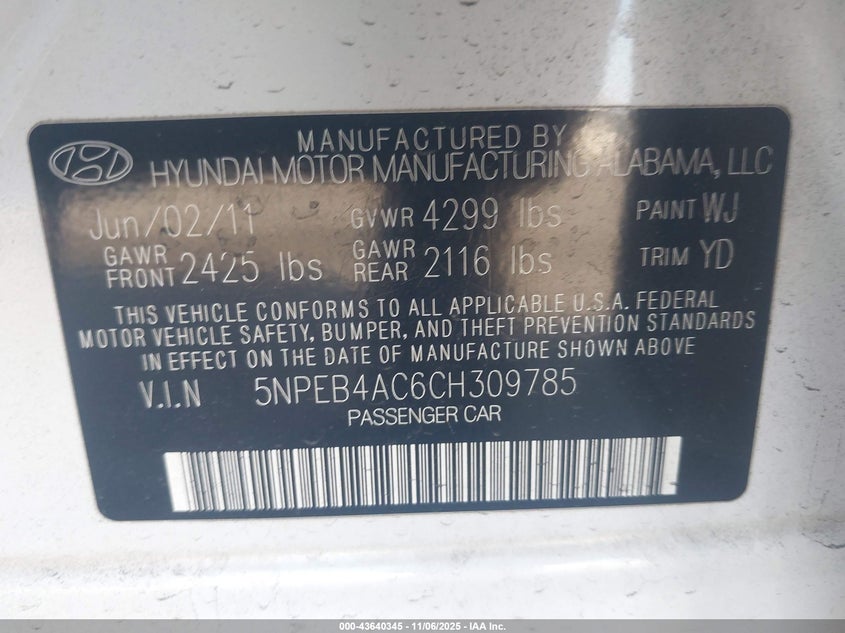 MANUFACTURED BY
HYUNDAI MOTOR MANUFACTURING ALABAMA, LLC
Jun/02/11 GVWR 4299 lbs PAINT WJ
GAWR FRONT 2425 lbs GAWR REAR 2116 lbs TRIM YD
THIS VEHICLE CONFORMS TO ALL APPLICABLE U.S.A. FEDERAL
MOTOR VEHICLE SAFETY, BUMPER, AND THEFT PREVENTION STANDARDS
IN EFFECT ON THE DATE OF MANUFACTURE SHOWN ABOVE
V.I.N 5NPEB4AC6CH309785
PASSENGER CAR
000-43640345 - 11/06/2025 - IAA Inc.